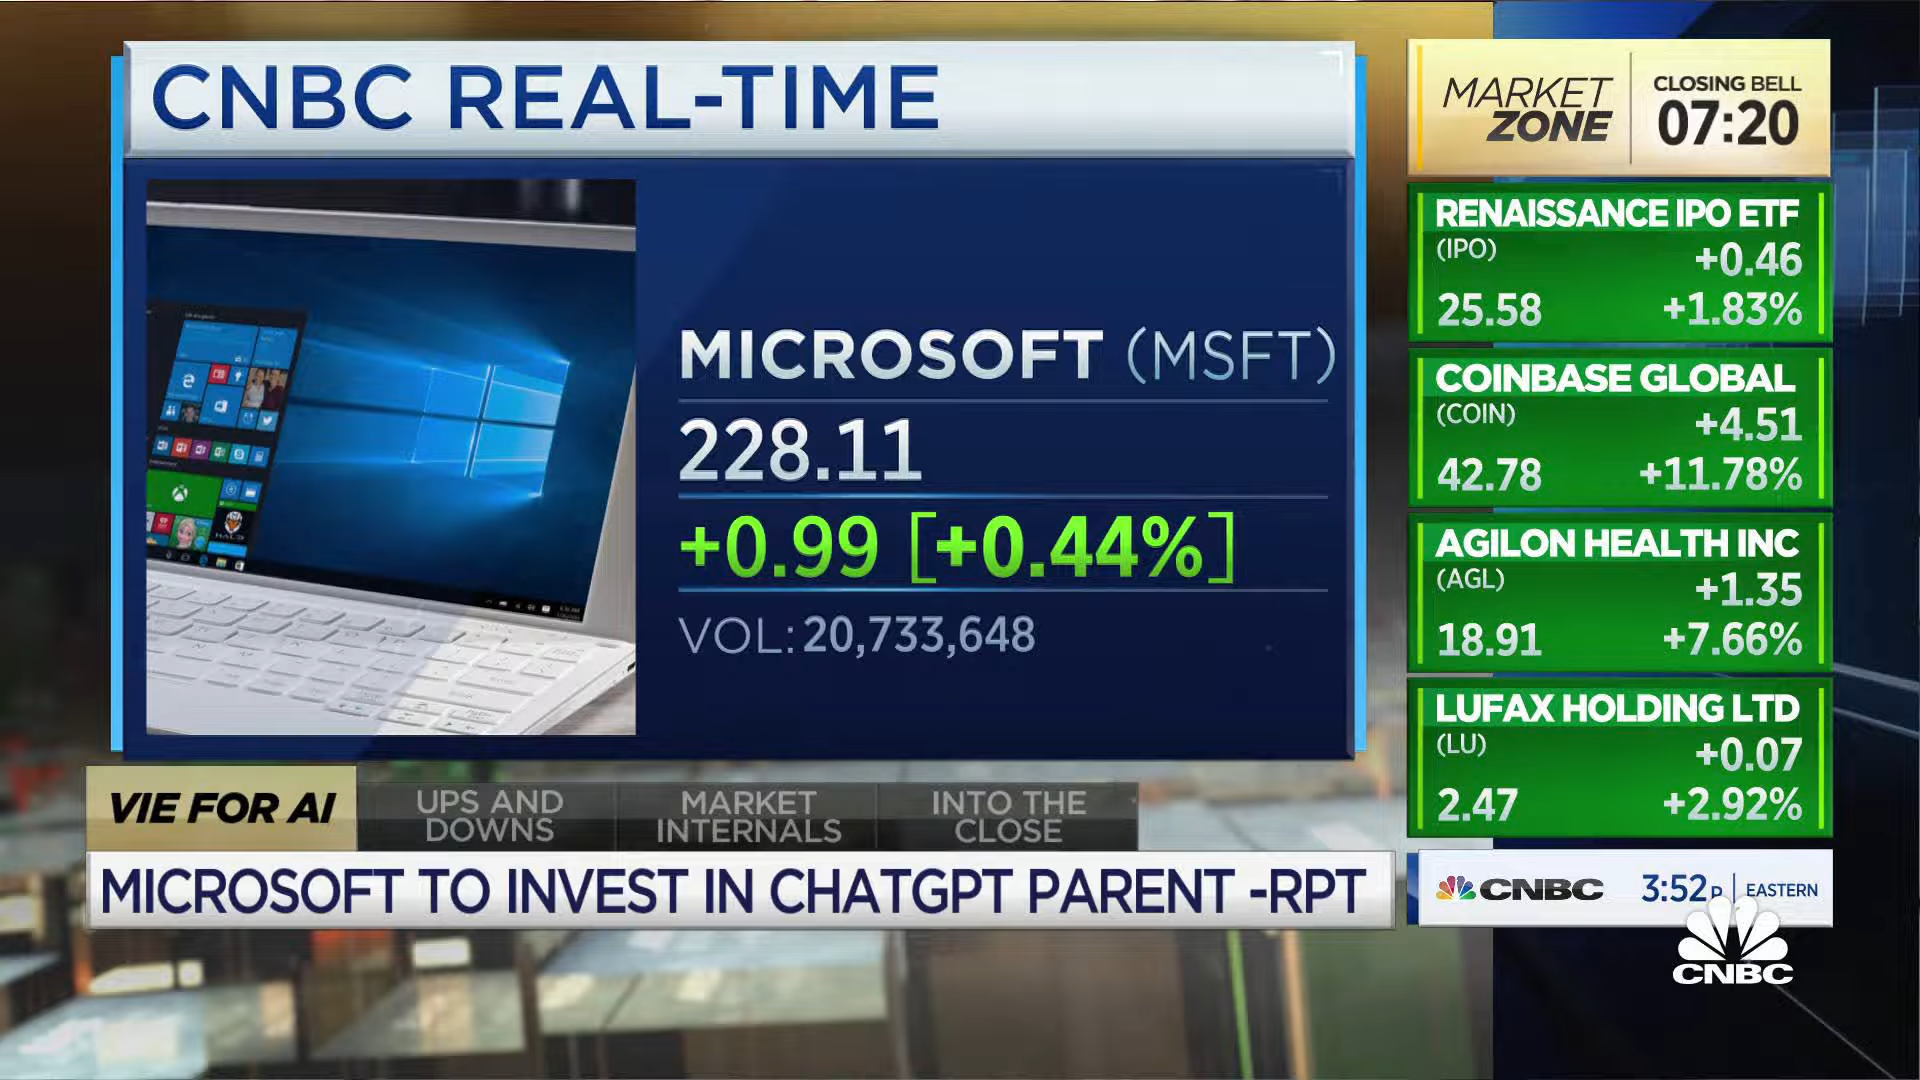 CNBC REAL-TIME
MICROSOFT (MSFT)
228.11
+0.99 [+0.44%]
VOL: 20,733,648
MARKET ZONE
CLOSING BELL
07:20
RENAISSANCE IPO ETF
(IPO) +0.46
25.58 +1.83%
COINBASE GLOBAL
(COIN) +4.51
42.78 +11.78%
AGILON HEALTH INC
(AGL) +1.35
18.91 +7.66%
LUFAX HOLDING LTD
(LU) +0.07
2.47 +2.92%
VIE FOR AI
UPS AND DOWNS
MARKET INTERNALS
INTO THE CLOSE
MICROSOFT TO INVEST IN CHATGPT PARENT -RPT
CNBC 3:52P EASTERN
CNBC